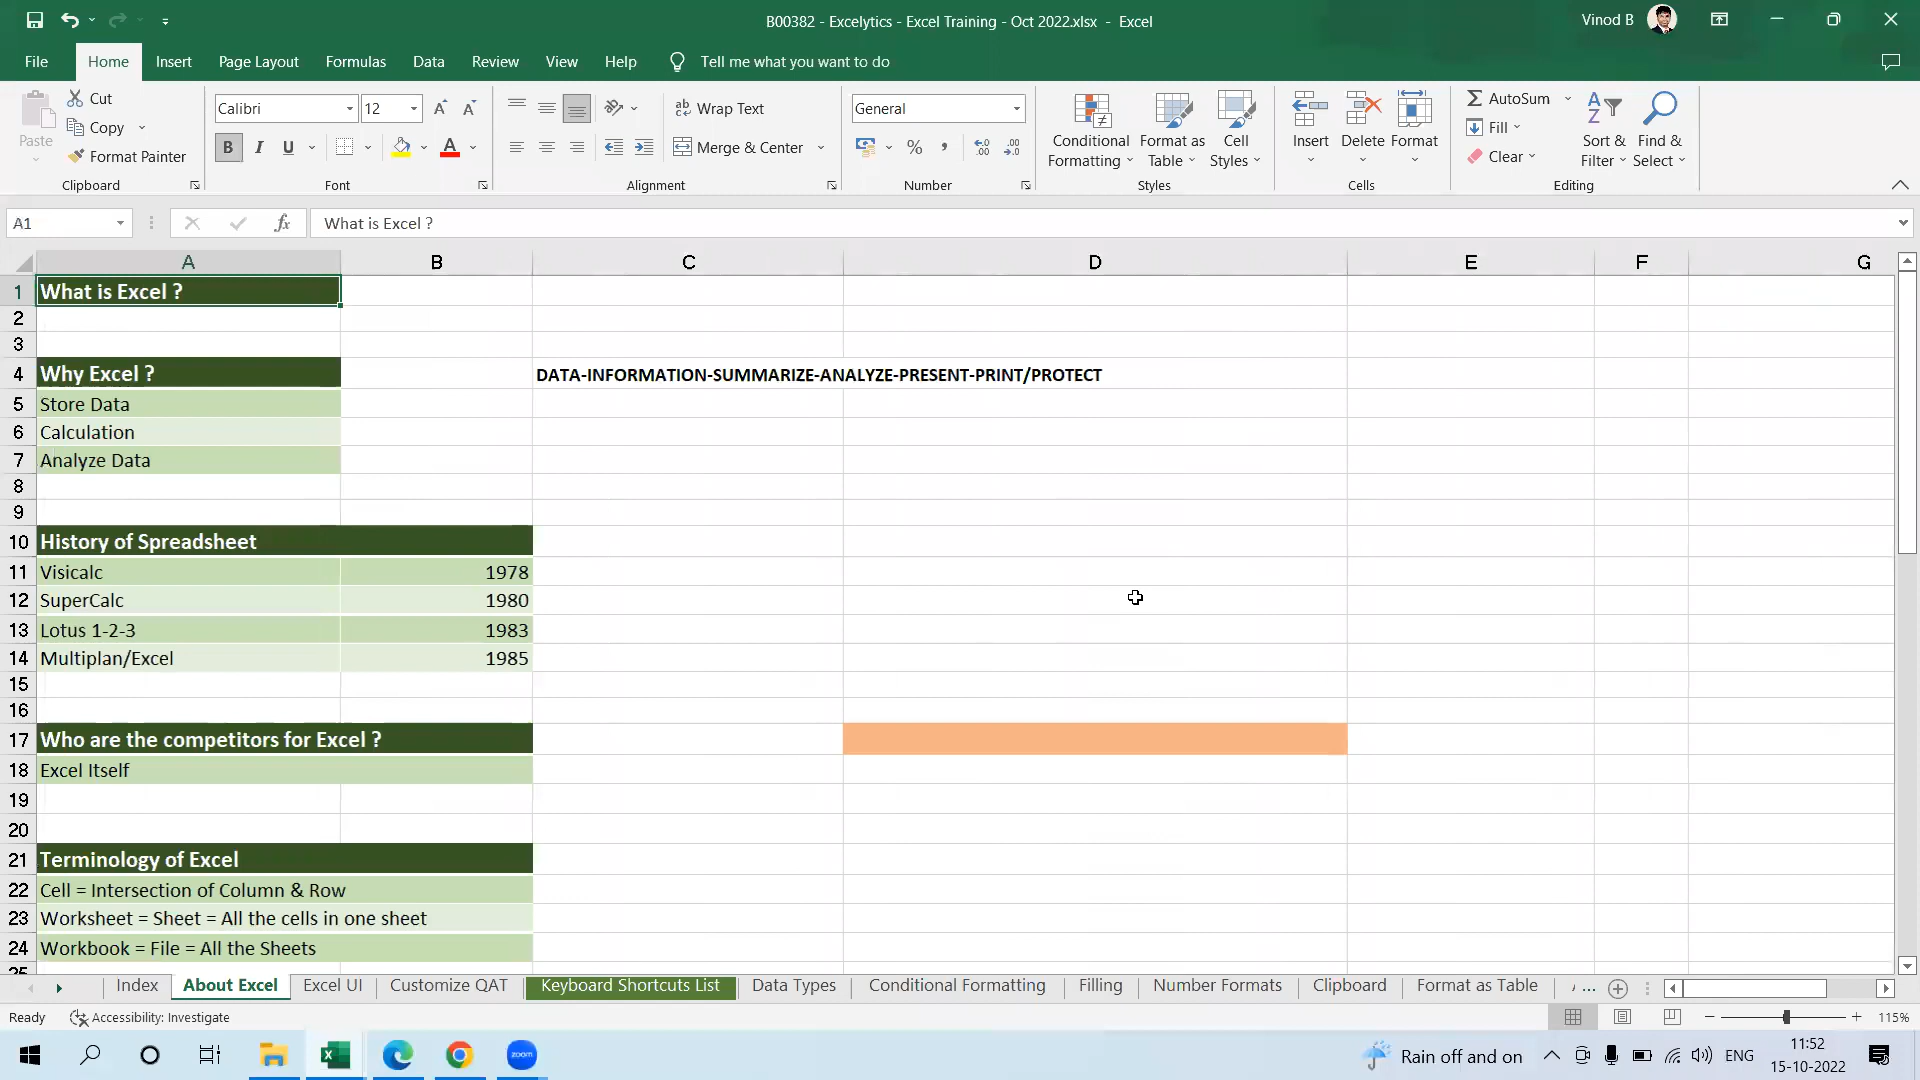 B00382 - Excelytics - Excel Training - Oct 2022.xlsx - Excel
Vinod B
File Home Insert Page Layout Formulas Data Review View Help Tell me what you want to do
Paste
Cut
Copy
Format Painter
Clipboard
Calibri 12
B I U A
Font
Wrap Text
Merge & Center
Alignment
General
% ,
Number
Conditional Formatting
Format as Table
Cell Styles
Styles
Insert Delete Format
Cells
AutoSum
Fill
Clear
Sort & Filter
Find & Select
Editing
A1 fx What is Excel ?
A B C D E F G
1 What is Excel ?
2
3
4 Why Excel ? DATA-INFORMATION-SUMMARIZE-ANALYZE-PRESENT-PRINT/PROTECT
5 Store Data
6 Calculation
7 Analyze Data
8
9
10 History of Spreadsheet
11 Visicalc 1978
12 SuperCalc 1980
13 Lotus 1-2-3 1983
14 Multiplan/Excel 1985
15
16
17 Who are the competitors for Excel ?
18 Excel Itself
19
20
21 Terminology of Excel
22 Cell = Intersection of Column & Row
23 Worksheet = Sheet = All the cells in one sheet
24 Workbook = File = All the Sheets
25
Index About Excel Excel UI Customize QAT Keyboard Shortcuts List Data Types Conditional Formatting Filling Number Formats Clipboard Format as Table ...
Ready Accessibility: Investigate 115%
zoom Rain off and on ENG 11:52
15-10-2022